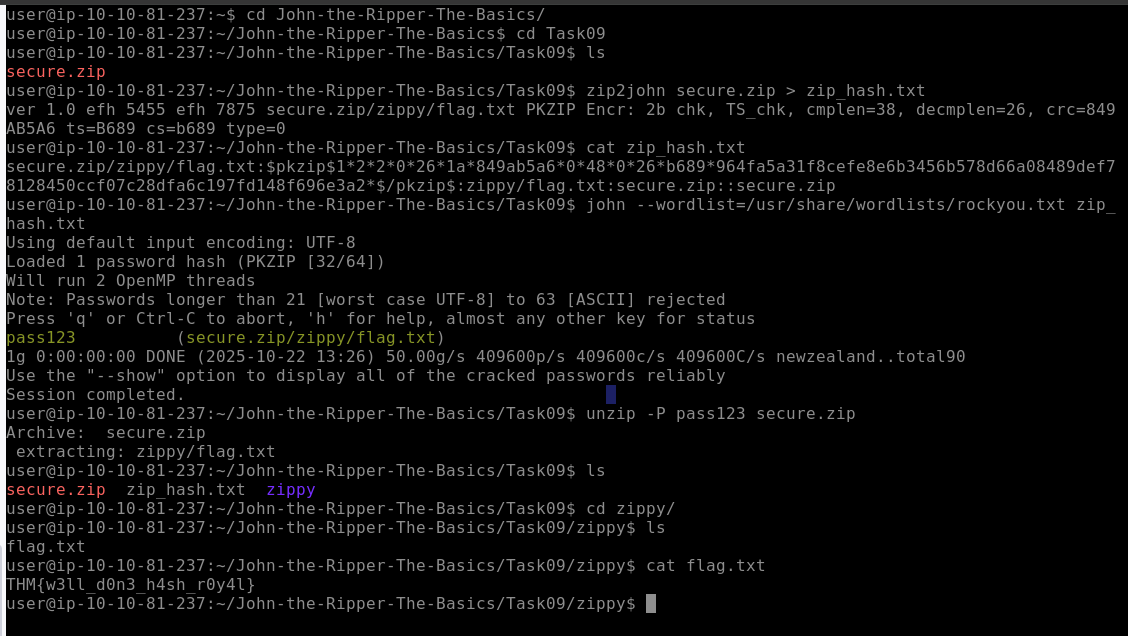 user@ip-10-10-81-237:~$ cd John-the-Ripper-The-Basics/
user@ip-10-10-81-237:~/John-the-Ripper-The-Basics$ cd Task09
user@ip-10-10-81-237:~/John-the-Ripper-The-Basics/Task09$ ls
secure.zip
user@ip-10-10-81-237:~/John-the-Ripper-The-Basics/Task09$ zip2john secure.zip > zip_hash.txt
ver 1.0 efh 5455 efh 7875 secure.zip/zippy/flag.txt PKZIP Encr: 2b chk, TS_chk, cmplen=38, decmplen=26, crc=849
AB5A6 ts=B689 cs=b689 type=0
user@ip-10-10-81-237:~/John-the-Ripper-The-Basics/Task09$ cat zip_hash.txt
secure.zip/zippy/flag.txt:$pkzip$1*2*2*0*26*1a*849ab5a6*0*48*0*26*b689*964fa5a31f8cefe8e6b3456b578d66a08489def7
8128450ccf07c28dfa6c197fd148f696e3a2*$/pkzip$:zippy/flag.txt:secure.zip::secure.zip
user@ip-10-10-81-237:~/John-the-Ripper-The-Basics/Task09$ john --wordlist=/usr/share/wordlists/rockyou.txt zip_
hash.txt
Using default input encoding: UTF-8
Loaded 1 password hash (PKZIP [32/64])
Will run 2 OpenMP threads
Note: Passwords longer than 21 [worst case UTF-8] to 63 [ASCII] rejected
Press 'q' or Ctrl-C to abort, 'h' for help, almost any other key for status
pass123          (secure.zip/zippy/flag.txt)
1g 0:00:00:00 DONE (2025-10-22 13:26) 50.00g/s 409600p/s 409600c/s 409600C/s newzealand..total90
Use the "--show" option to display all of the cracked passwords reliably
Session completed.
user@ip-10-10-81-237:~/John-the-Ripper-The-Basics/Task09$ unzip -P pass123 secure.zip
Archive:  secure.zip
 extracting: zippy/flag.txt
user@ip-10-10-81-237:~/John-the-Ripper-The-Basics/Task09$ ls
secure.zip  zip_hash.txt  zippy
user@ip-10-10-81-237:~/John-the-Ripper-The-Basics/Task09$ cd zippy/
user@ip-10-10-81-237:~/John-the-Ripper-The-Basics/Task09/zippy$ ls
flag.txt
user@ip-10-10-81-237:~/John-the-Ripper-The-Basics/Task09/zippy$ cat flag.txt
THM{w3ll_d0n3_h4sh_r0y4l}
user@ip-10-10-81-237:~/John-the-Ripper-The-Basics/Task09/zippy$